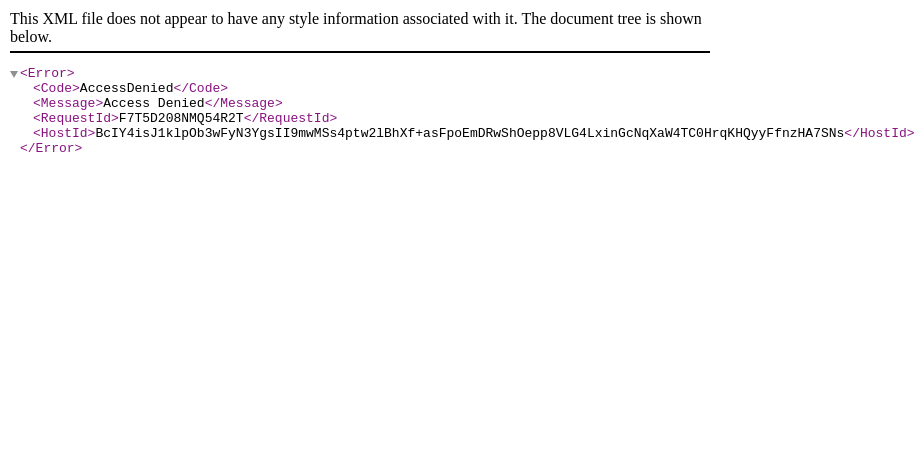 This XML file does not appear to have any style information associated with it. The document tree is shown
below.
<Error>
<Code>AccessDenied</Code>
<Message>Access Denied</Message>
<RequestId>F7T5D208NMQ54R2T</RequestId>
<HostId>BcIY4isJ1klpOb3wFyN3YgsII9mwMSs4ptw2lBhXf+asFpoEmDRwShOepp8VLG4LxinGcNqXaW4TC0HrqKHQyyFfnzHA7SNs</HostId>
</Error>